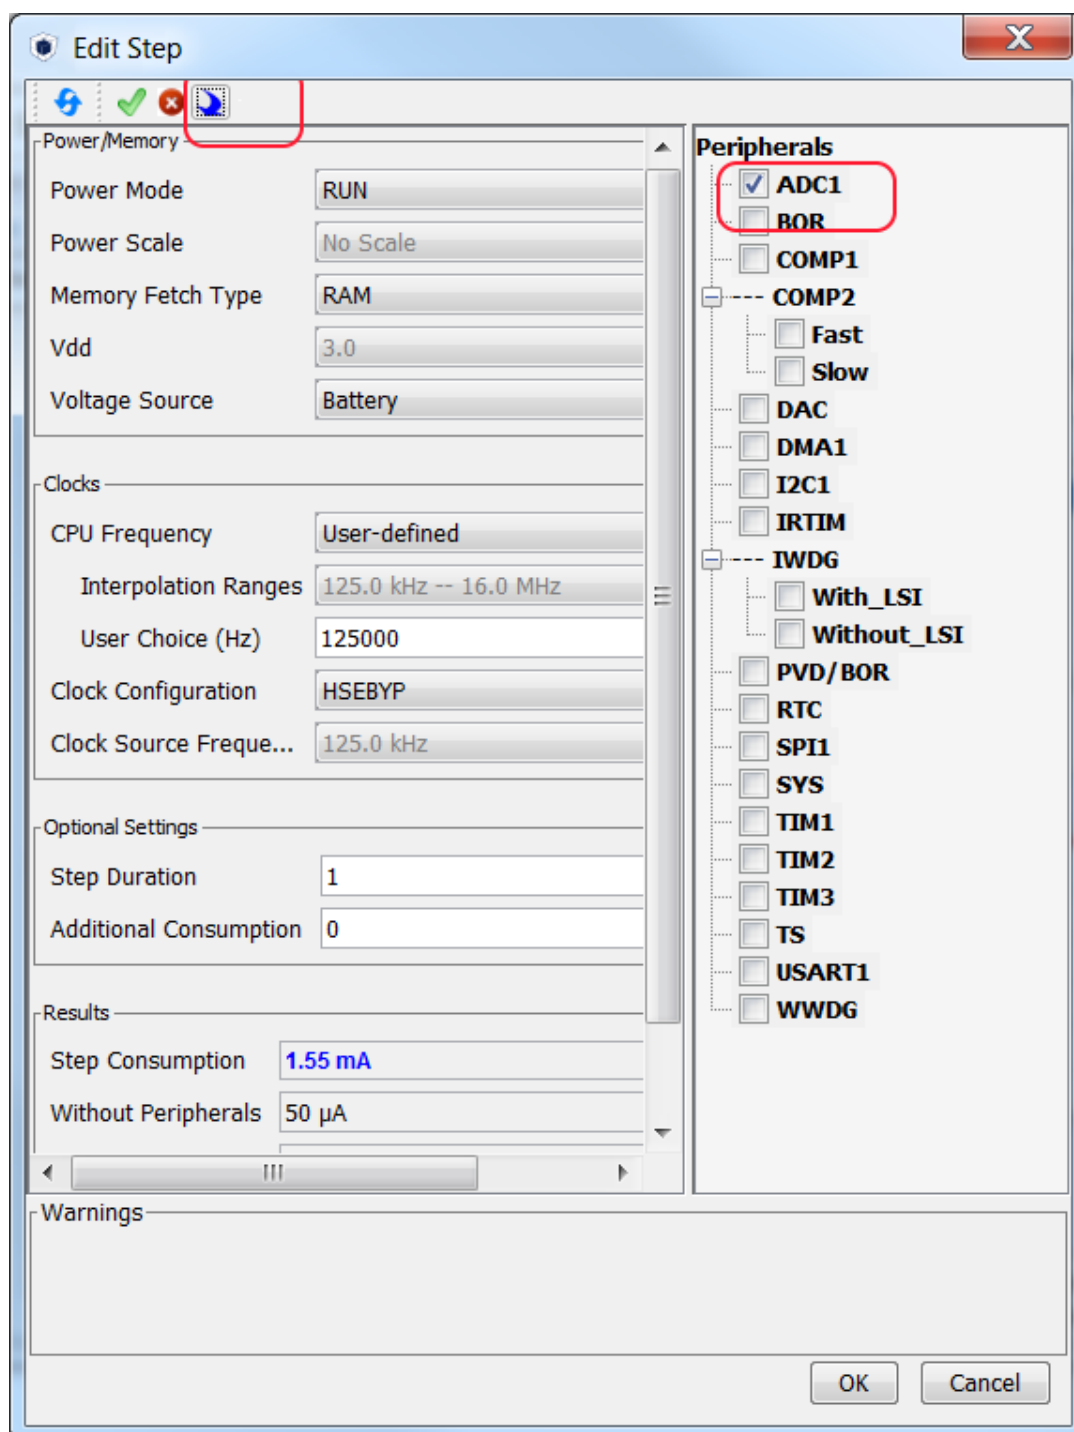 Edit Step
Power/Memory
Power Mode RUN
Power Scale No Scale
Memory Fetch Type RAM
Vdd 3.0
Voltage Source Battery
Clocks
CPU Frequency User-defined
Interpolation Ranges 125.0 kHz -- 16.0 MHz
User Choice (Hz) 125000
Clock Configuration HSEBYP
Clock Source Freque... 125.0 kHz
Optional Settings
Step Duration 1
Additional Consumption 0
Results
Step Consumption 1.55 mA
Without Peripherals 50 µA
Peripherals
ADC1
BOR
COMP1
COMP2
Fast
Slow
DAC
DMA1
I2C1
IRTIM
IWDG
With_LSI
Without_LSI
PVD/BOR
RTC
SPI1
SYS
TIM1
TIM2
TIM3
TS
USART1
WWDG
Warnings
OK Cancel